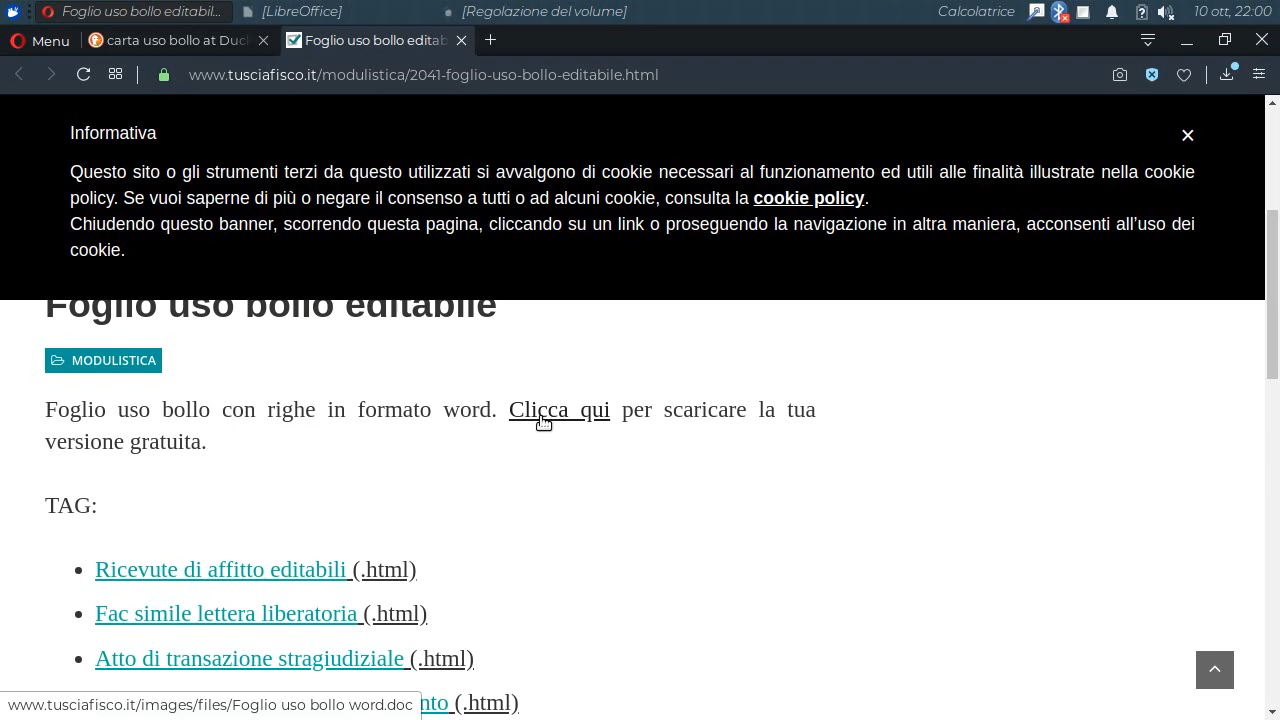 Foglio uso bollo editabil...
[LibreOffice]
[Regolazione del volume]
Calcolatrice
10 ott, 22:00
Menu
carta uso bollo at Duc
Foglio uso bollo editab
www.tusciafisco.it/modulistica/2041-foglio-uso-bollo-editabile.html
Informativa
Questo sito o gli strumenti terzi da questo utilizzati si avvalgono di cookie necessari al funzionamento ed utili alle finalità illustrate nella cookie
policy. Se vuoi saperne di più o negare il consenso a tutti o ad alcuni cookie, consulta la cookie policy.
Chiudendo questo banner, scorrendo questa pagina, cliccando su un link o proseguendo la navigazione in altra maniera, acconsenti all’uso dei
cookie.
Foglio uso bollo editabile
MODULISTICA
Foglio uso bollo con righe in formato word. Clicca qui per scaricare la tua
versione gratuita.
TAG:
Ricevute di affitto editabili (.html)
Fac simile lettera liberatoria (.html)
Atto di transazione stragiudiziale (.html)
nto (.html)
www.tusciafisco.it/images/files/Foglio uso bollo word.doc